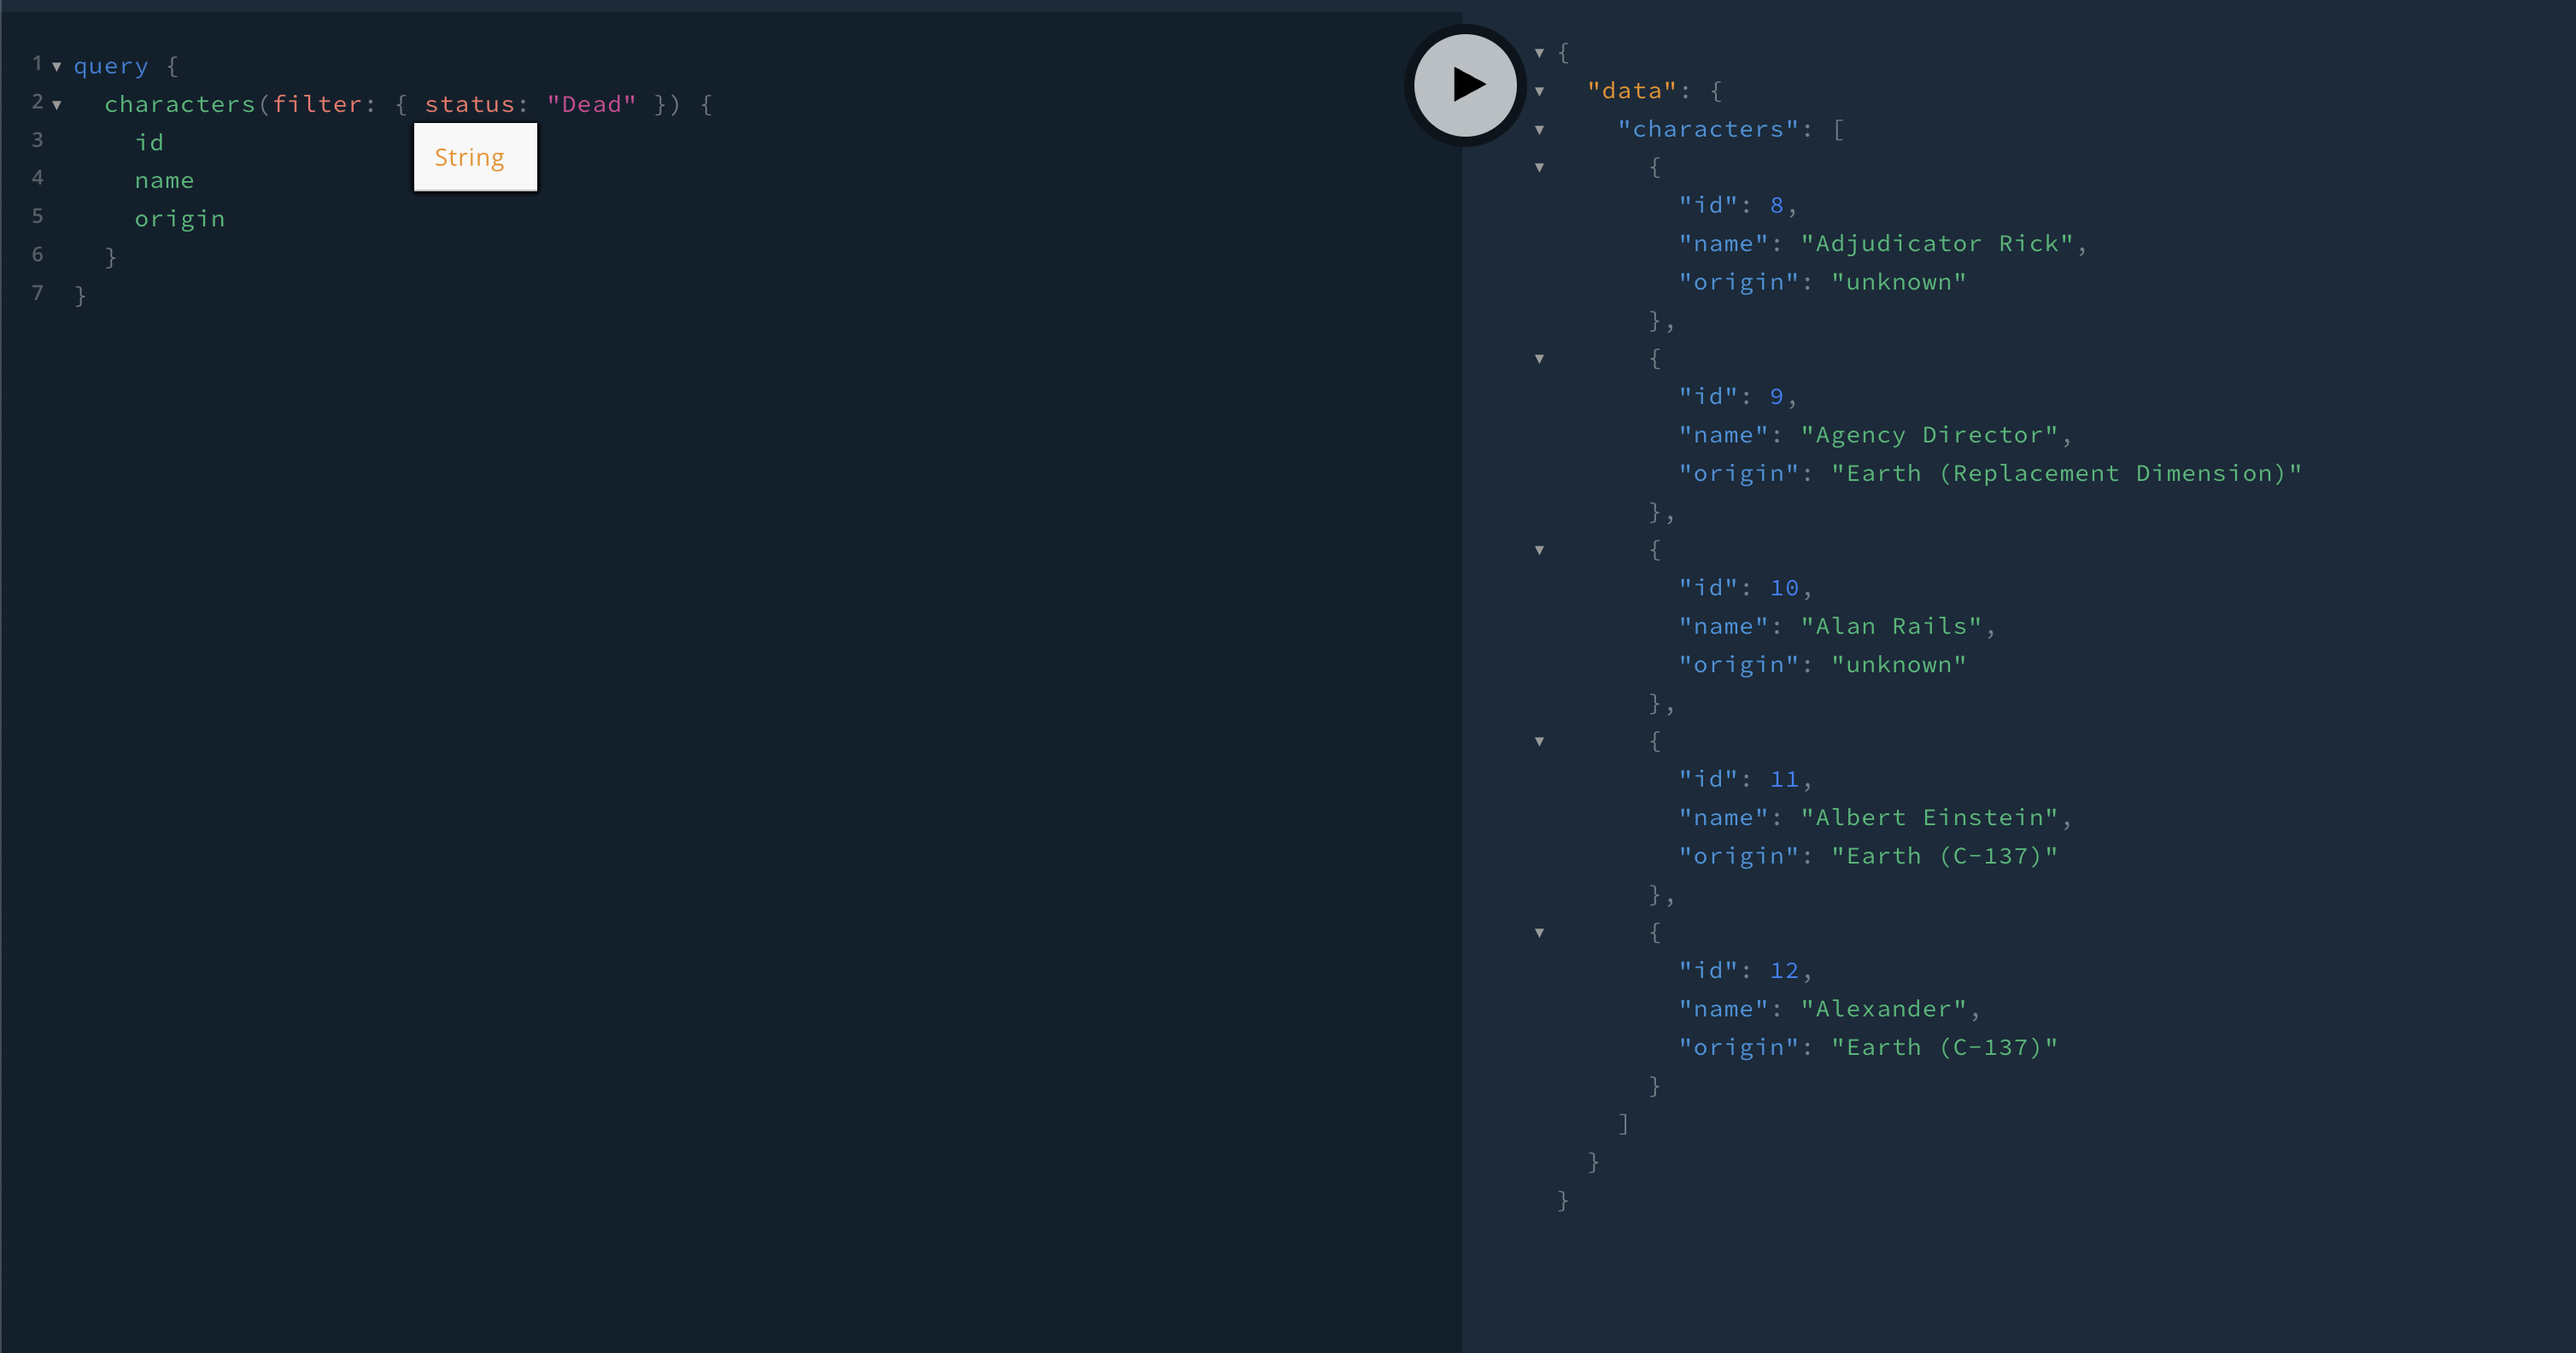 1 query {
2 characters(filter: { status: "Dead" }) {
3 id
String
4 name
5 origin
6 }
7 }
{
"data": {
"characters": [
{
"id": 8,
"name": "Adjudicator Rick",
"origin": "unknown"
},
{
"id": 9,
"name": "Agency Director",
"origin": "Earth (Replacement Dimension)"
},
{
"id": 10,
"name": "Alan Rails",
"origin": "unknown"
},
{
"id": 11,
"name": "Albert Einstein",
"origin": "Earth (C-137)"
},
{
"id": 12,
"name": "Alexander",
"origin": "Earth (C-137)"
}
]
}
}